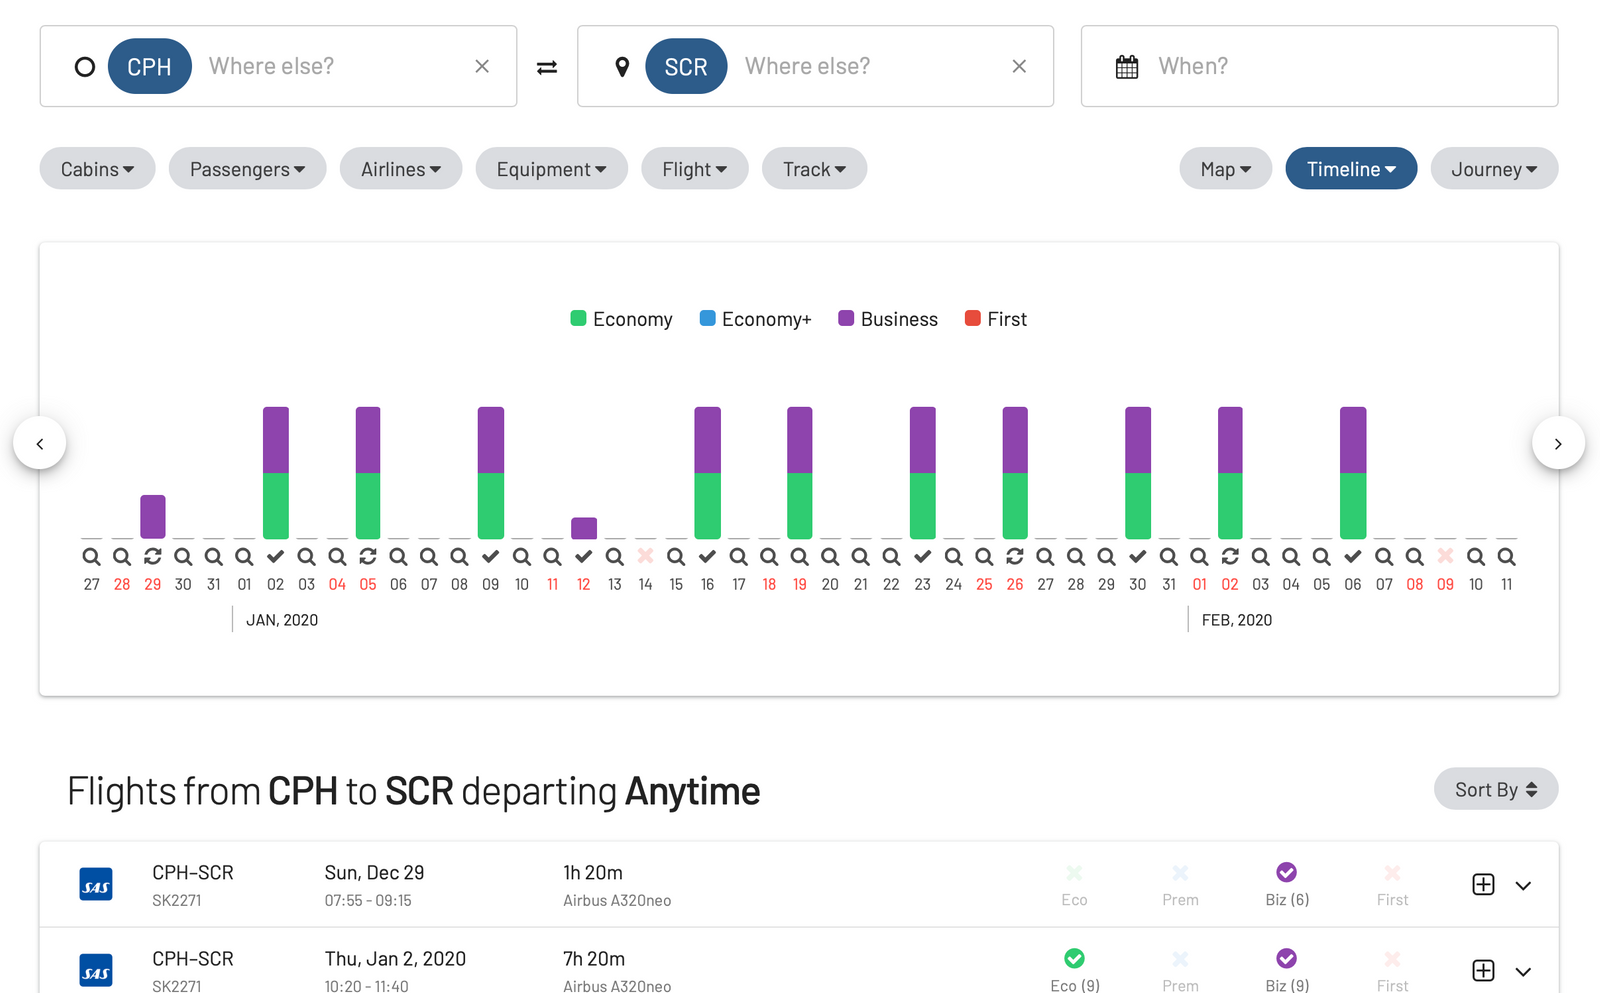 CPH Where else? SCR Where else? When?
Cabins Passengers Airlines Equipment Flight Track Map Timeline Journey
Economy Economy+ Business First
27 28 29 30 31 01 02 03 04 05 06 07 08 09 10 11 12 13 14 15 16 17 18 19 20 21 22 23 24 25 26 27 28 29 30 31 01 02 03 04 05 06 07 08 09 10 11
JAN, 2020 FEB, 2020
Flights from CPH to SCR departing Anytime Sort By
SAS CPH–SCR Sun, Dec 29 1h 20m
SK2271 07:55 - 09:15 Airbus A320neo Eco Prem Biz (6) First
SAS CPH–SCR Thu, Jan 2, 2020 7h 20m
SK2271 10:20 - 11:40 Airbus A320neo Eco (9) Prem Biz (9) First